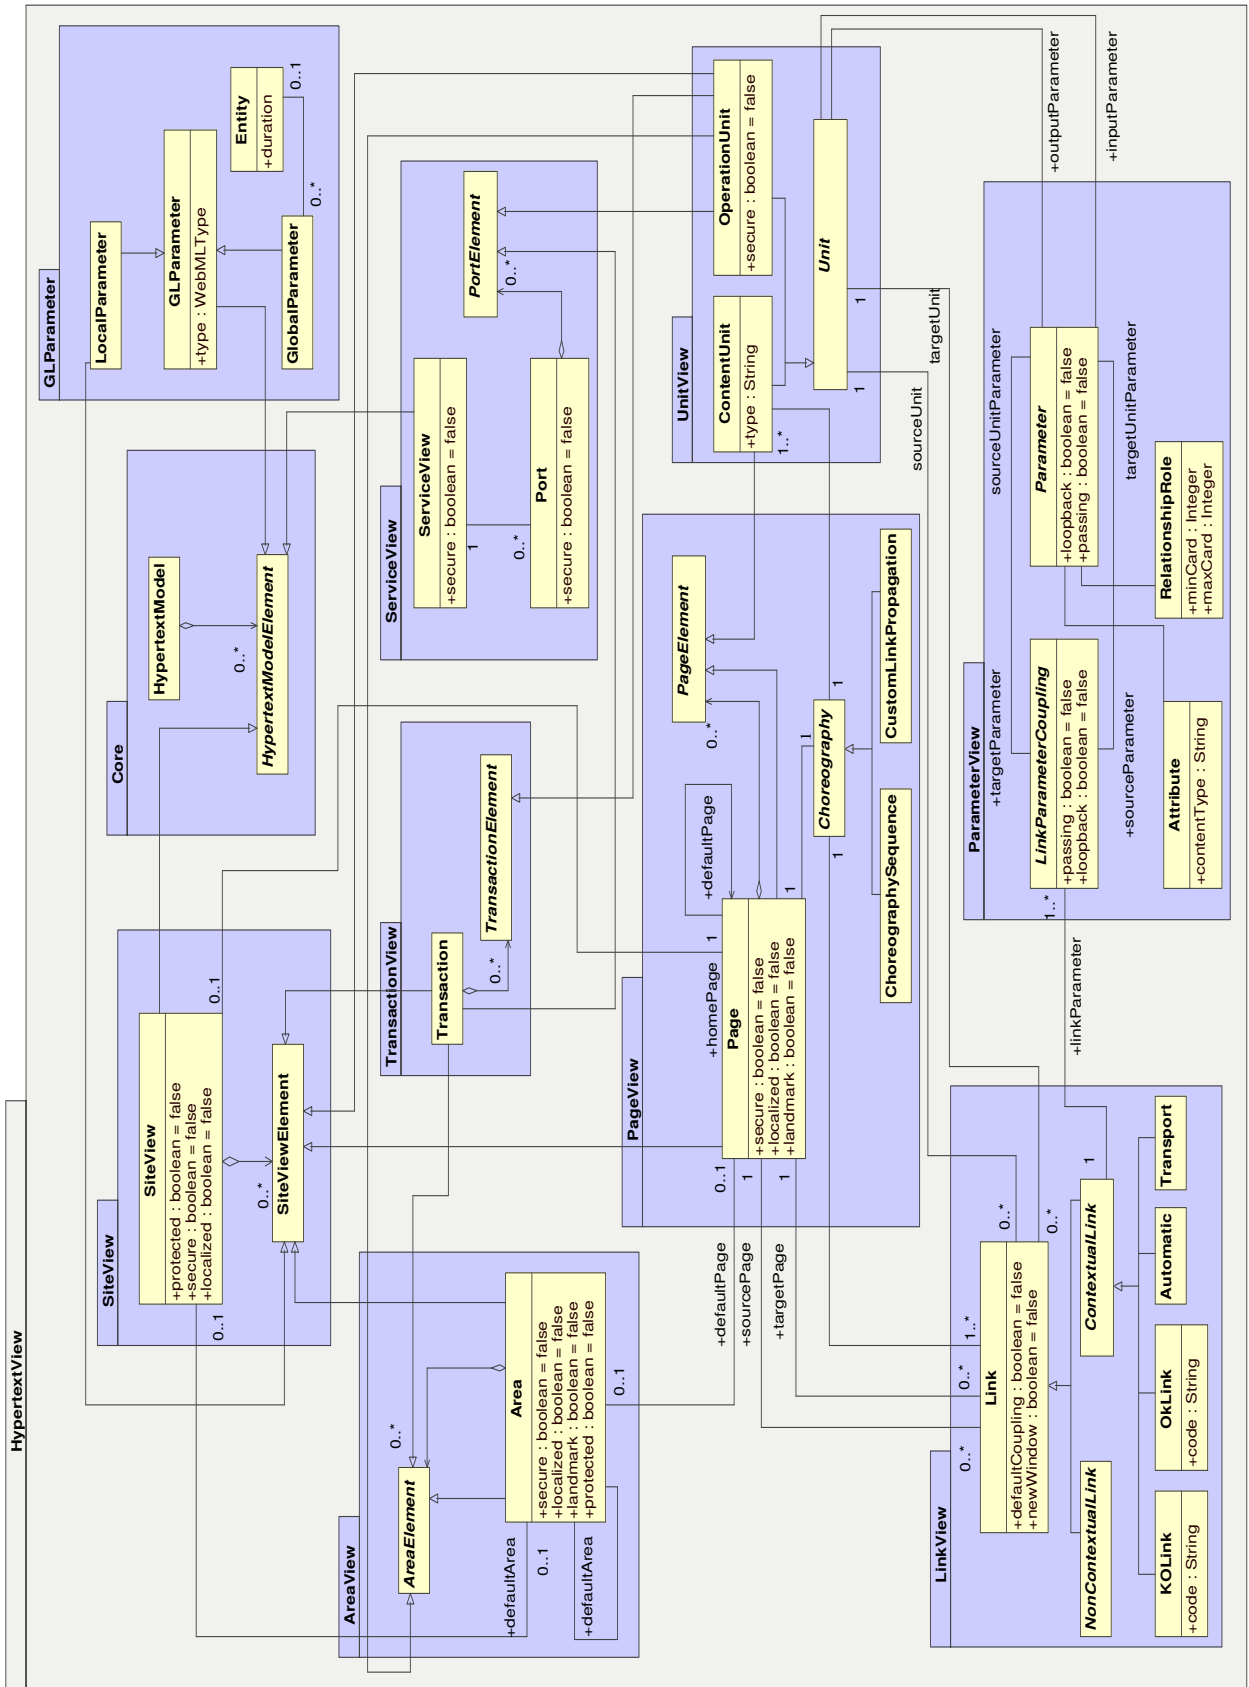 HypertextView
SiteView
SiteView
+protected : boolean = false
+secure : boolean = false
+localized : boolean = false
0..1
0..1
0..*
SiteViewElement
Core
HypertextModel
0..*
HypertextModelElement
GLParameter
LocalParameter
GLParameter
+type : WebMLType
GlobalParameter
Entity
+duration
0..1
0..*
AreaView
AreaElement
0..*
Area
+secure : boolean = false
+localized : boolean = false
+landmark : boolean = false
+protected : boolean = false
+defaultArea
0..1
+defaultArea
0..1
TransactionView
Transaction
0..*
TransactionElement
ServiceView
ServiceView
+secure : boolean = false
1
0..*
Port
+secure : boolean = false
PortElement
0..*
PageView
PageElement
0..*
+homePage
1
+defaultPage
Page
+secure : boolean = false
+localized : boolean = false
+landmark : boolean = false
0..1
1
1
1
1
+defaultPage
+sourcePage
+targetPage
Choreography
1
1
ChoreographySequence
CustomLinkPropagation
UnitView
ContentUnit
+type : String
1..*
OperationUnit
+secure : boolean = false
Unit
1
1
sourceUnit
targetUnit
+outputParameter
+inputParameter
LinkView
0..*
0..*
1..*
0..*
0..*
Link
+defaultCoupling : boolean = false
+newWindow : boolean = false
NonContextualLink
ContextualLink
1
KOLink
+code : String
OkLink
+code : String
Automatic
Transport
+linkParameter
ParameterView
1..*
+targetParameter
sourceUnitParameter
LinkParameterCoupling
+passing : boolean = false
+loopback : boolean = false
Parameter
+loopback : boolean = false
+passing : boolean = false
+sourceParameter
targetUnitParameter
Attribute
+contentType : String
RelationshipRole
+minCard : Integer
+maxCard : Integer